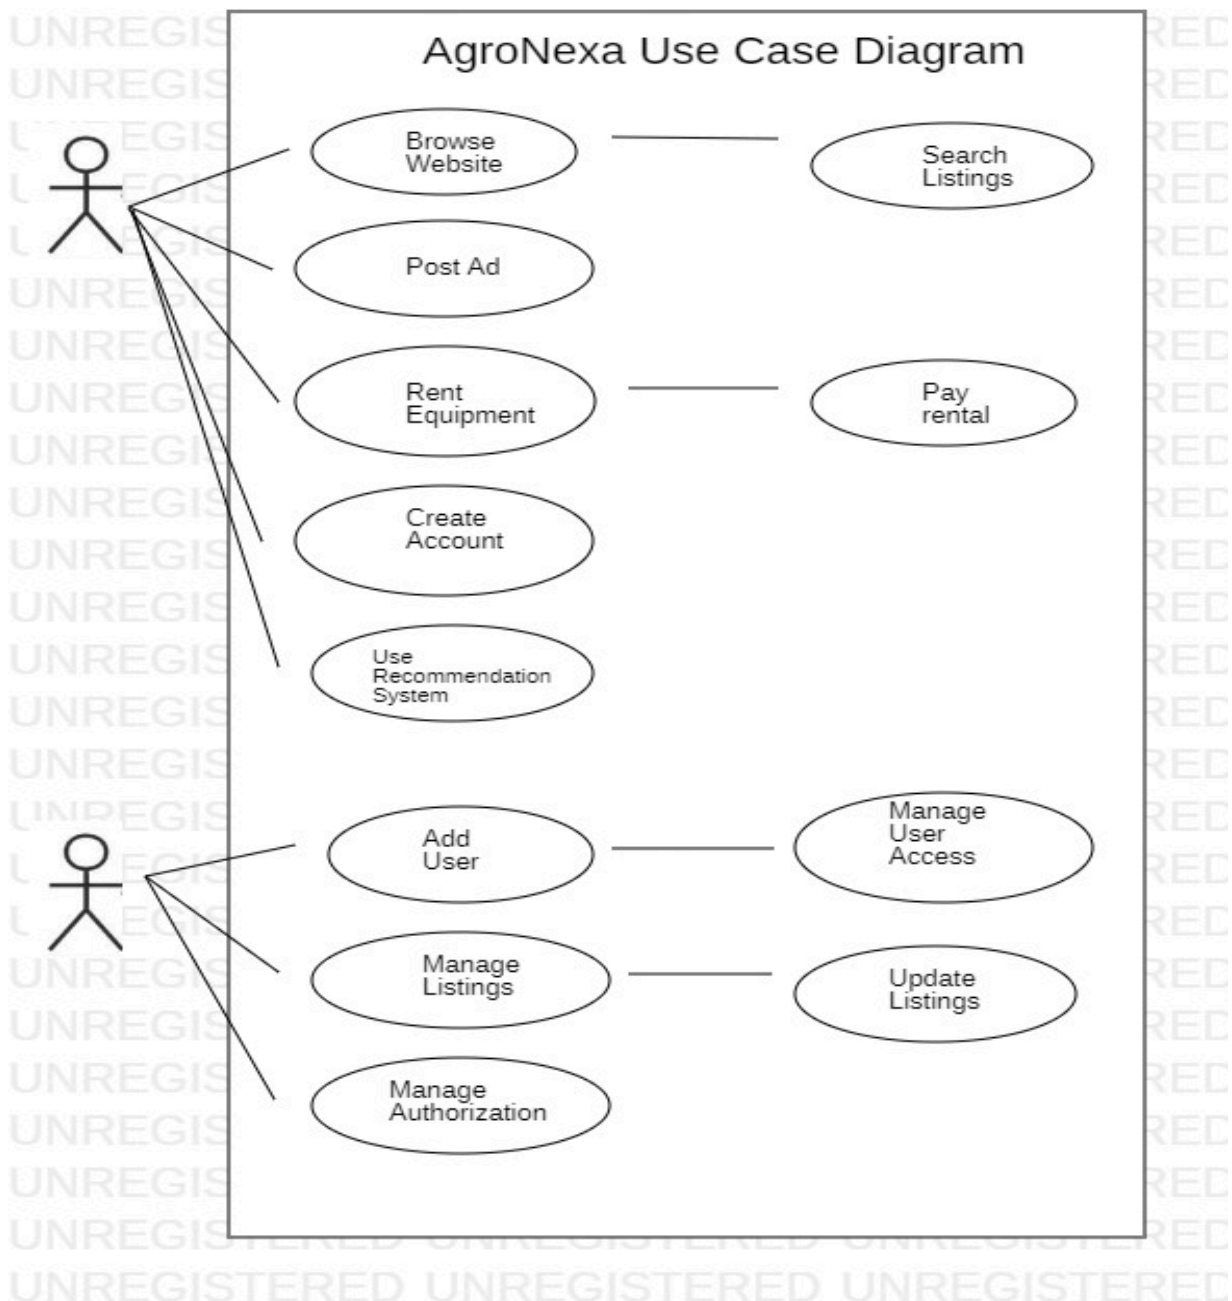 AgroNexa Use Case Diagram
Browse
Website
Search
Listings
Post Ad
Rent
Equipment
Pay
rental
Create
Account
Use
Recommendation
System
Add
User
Manage
User
Access
Manage
Listings
Update
Listings
Manage
Authorization
UNREGISTERED UNREGISTERED UNREGISTERED